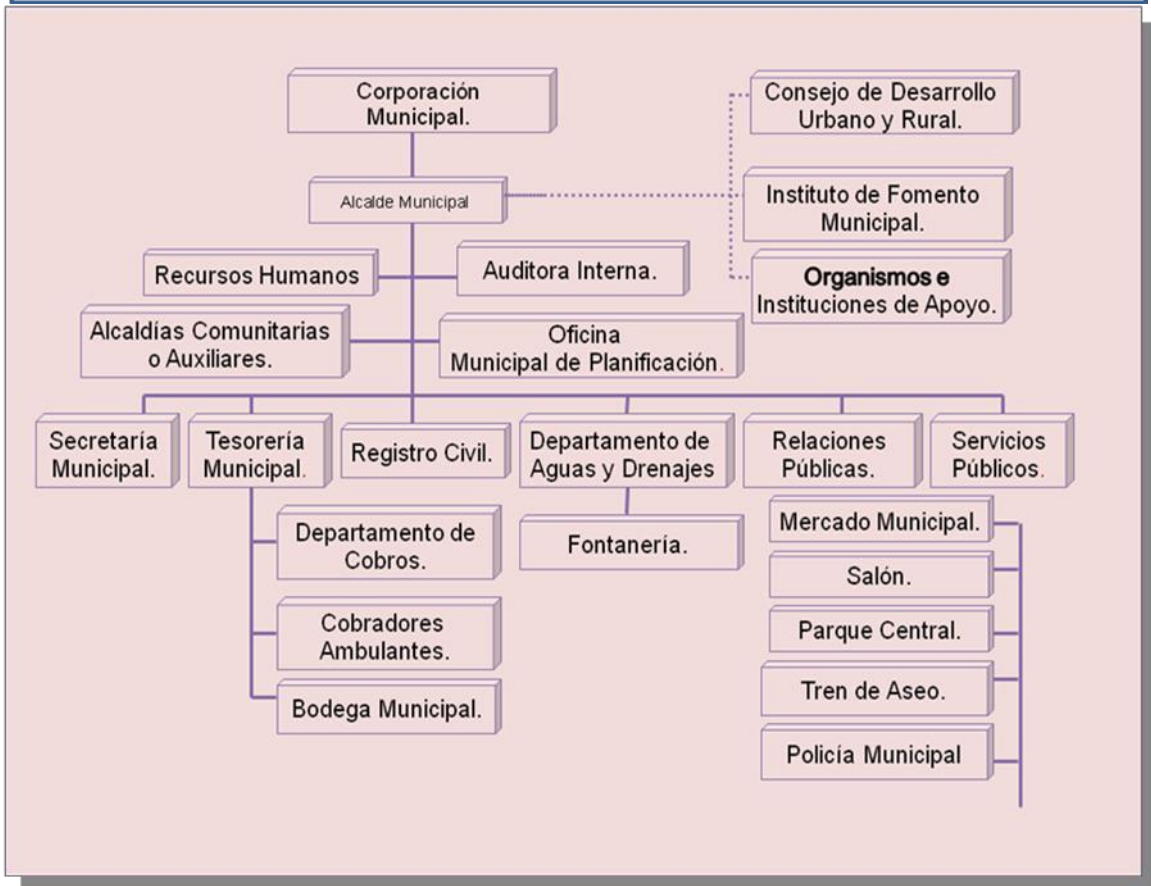 Corporación
Municipal.
Consejo de Desarrollo
Urbano y Rural.
Alcalde Municipal
Instituto de Fomento
Municipal.
Recursos Humanos
Auditora Interna.
Organismos e
Instituciones de Apoyo.
Alcaldías Comunitarias
o Auxiliares.
Oficina
Municipal de Planificación.
Secretaría
Municipal.
Tesorería
Municipal.
Registro Civil.
Departamento de
Aguas y Drenajes
Relaciones
Públicas.
Servicios
Públicos.
Departamento de
Cobros.
Cobradores
Ambulantes.
Bodega Municipal.
Fontanería.
Mercado Municipal.
Salón.
Parque Central.
Tren de Aseo.
Policía Municipal